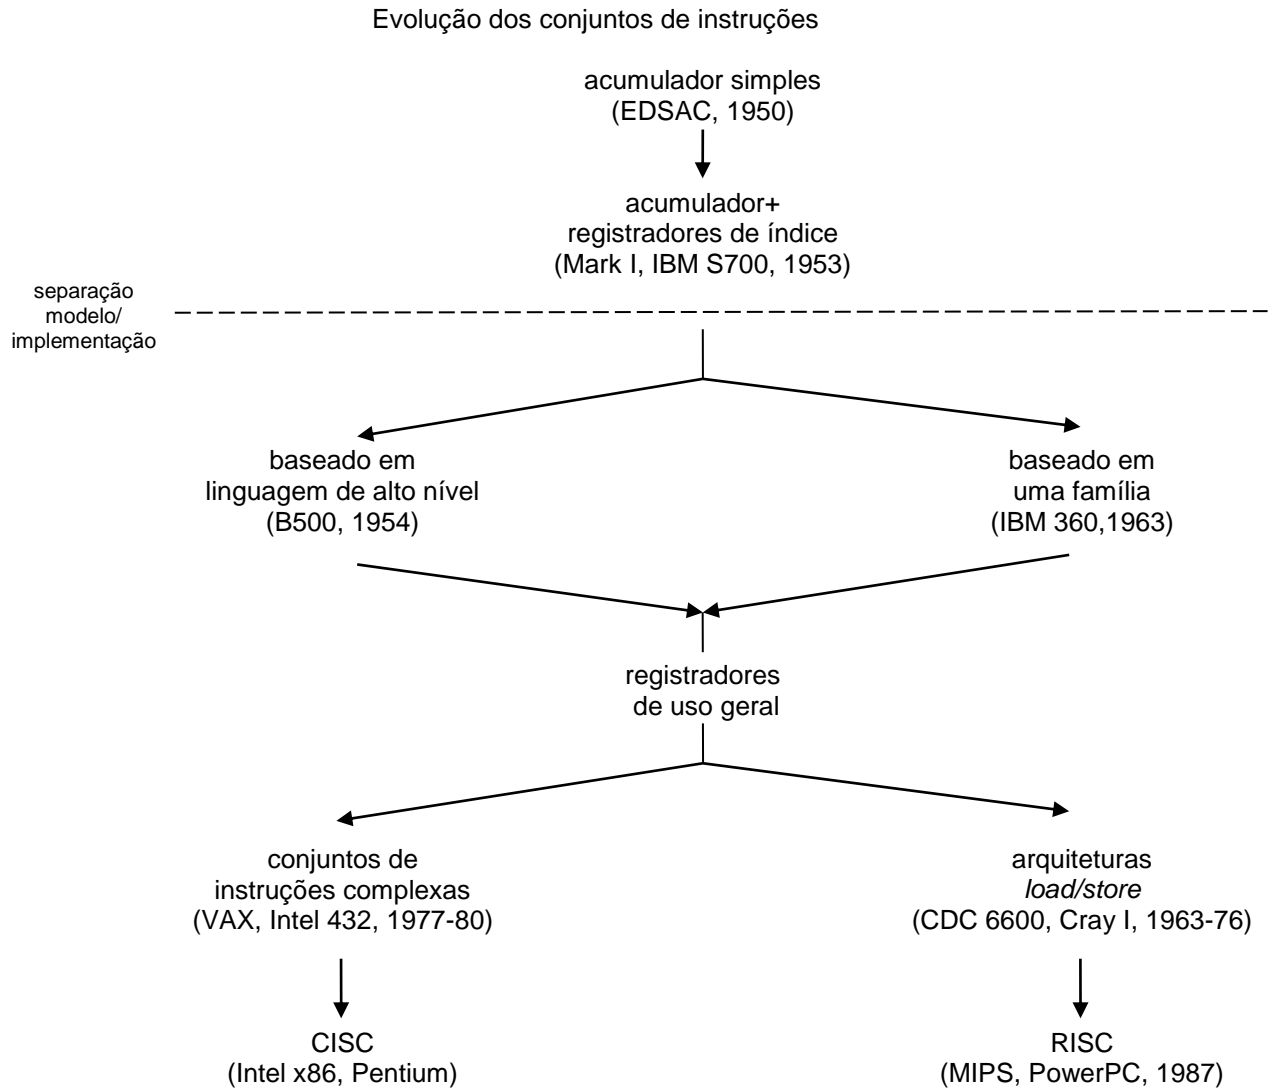 Evolução dos conjuntos de instruções
acumulador simples
(EDSAC, 1950)
acumulador+
registradores de índice
(Mark I, IBM S700, 1953)
separação
modelo/
implementação
baseado em
linguagem de alto nível
(B500, 1954)
baseado em
uma família
(IBM 360,1963)
registradores
de uso geral
conjuntos de
instruções complexas
(VAX, Intel 432, 1977-80)
arquiteturas
load/store
(CDC 6600, Cray I, 1963-76)
CISC
(Intel x86, Pentium)
RISC
(MIPS, PowerPC, 1987)